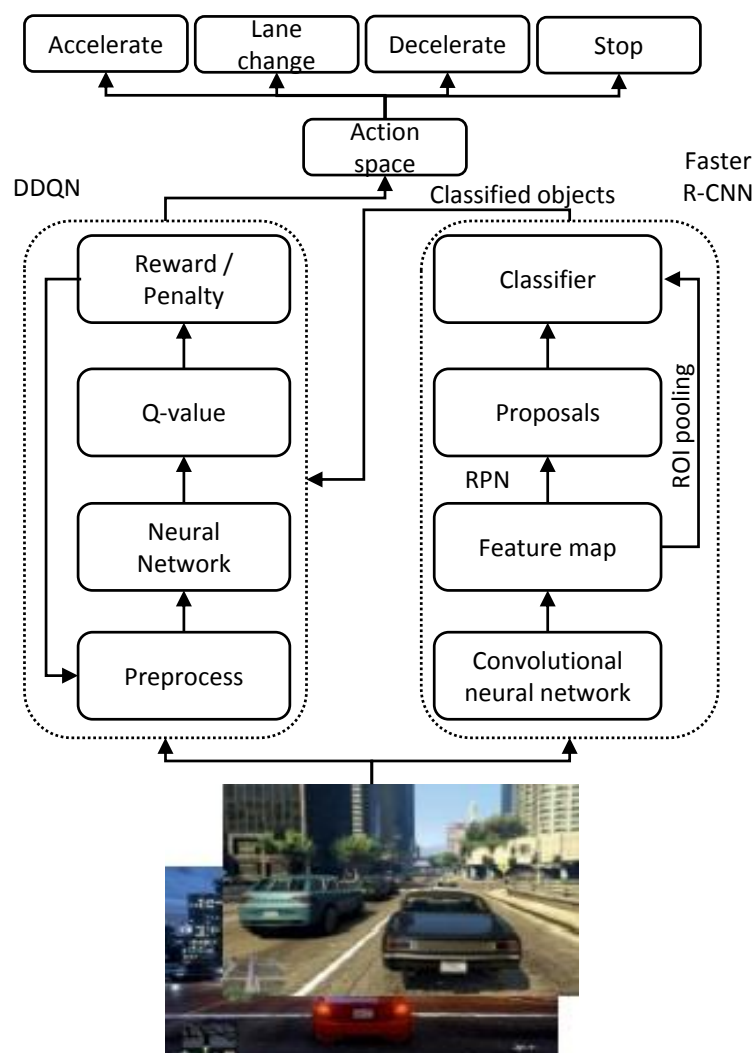 Accelerate
Lane
change
Decelerate
Stop
Action
space
DDQN
Classified objects
Faster
R-CNN
Reward /
Penalty
Classifier
Q-value
Proposals
ROI pooling
RPN
Neural
Network
Feature map
Preprocess
Convolutional
neural network